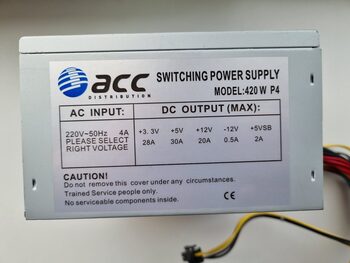 acc
DISTRIBUTION
SWITCHING POWER SUPPLY
MODEL:420 W P4
AC INPUT:
DC OUTPUT (MAX):
220V~50Hz 4A
PLEASE SELECT
RIGHT VOLTAGE
+3.3V +5V +12V -12V +5VSB
28A 30A 20A 0.5A 2A
CAUTION!
Do not remove this cover under any circumstances.
Trained Service people only.
No serviceable components inside.
CE